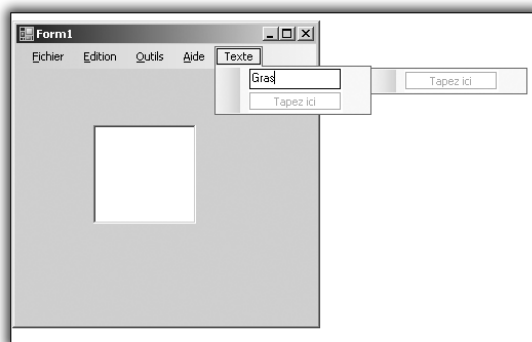 Form1
Fichier Edition Outils Aide Texte
Gras Tapez ici
Tapez ici